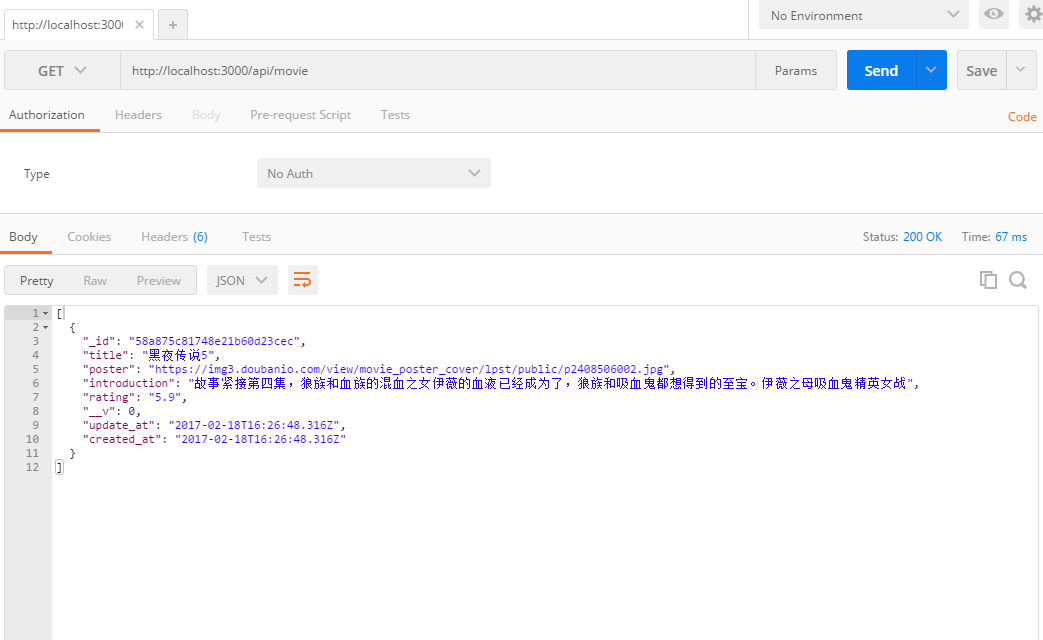 http://localhost:3000
No Environment
GET http://localhost:3000/api/movie Params Send Save
Authorization Headers Body Pre-request Script Tests Code
Type No Auth
Body Cookies Headers (6) Tests Status: 200 OK Time: 67 ms
Pretty Raw Preview JSON
1 [
2 {
3 "_id": "58a875c81748e21b60d23cec",
4 "title": "黑夜传说5",
5 "poster": "https://img3.doubanio.com/view/movie_poster_cover/lpst/public/p2408506002.jpg",
6 "introduction": "故事紧接第四集，狼族和血族的混血之女伊薇的血液已经成为了，狼族和吸血鬼都想得到的至宝。伊薇之母吸血鬼精英女战",
7 "rating": "5.9",
8 "__v": 0,
9 "update_at": "2017-02-18T16:26:48.316Z",
10 "created_at": "2017-02-18T16:26:48.316Z"
11 }
12 ]